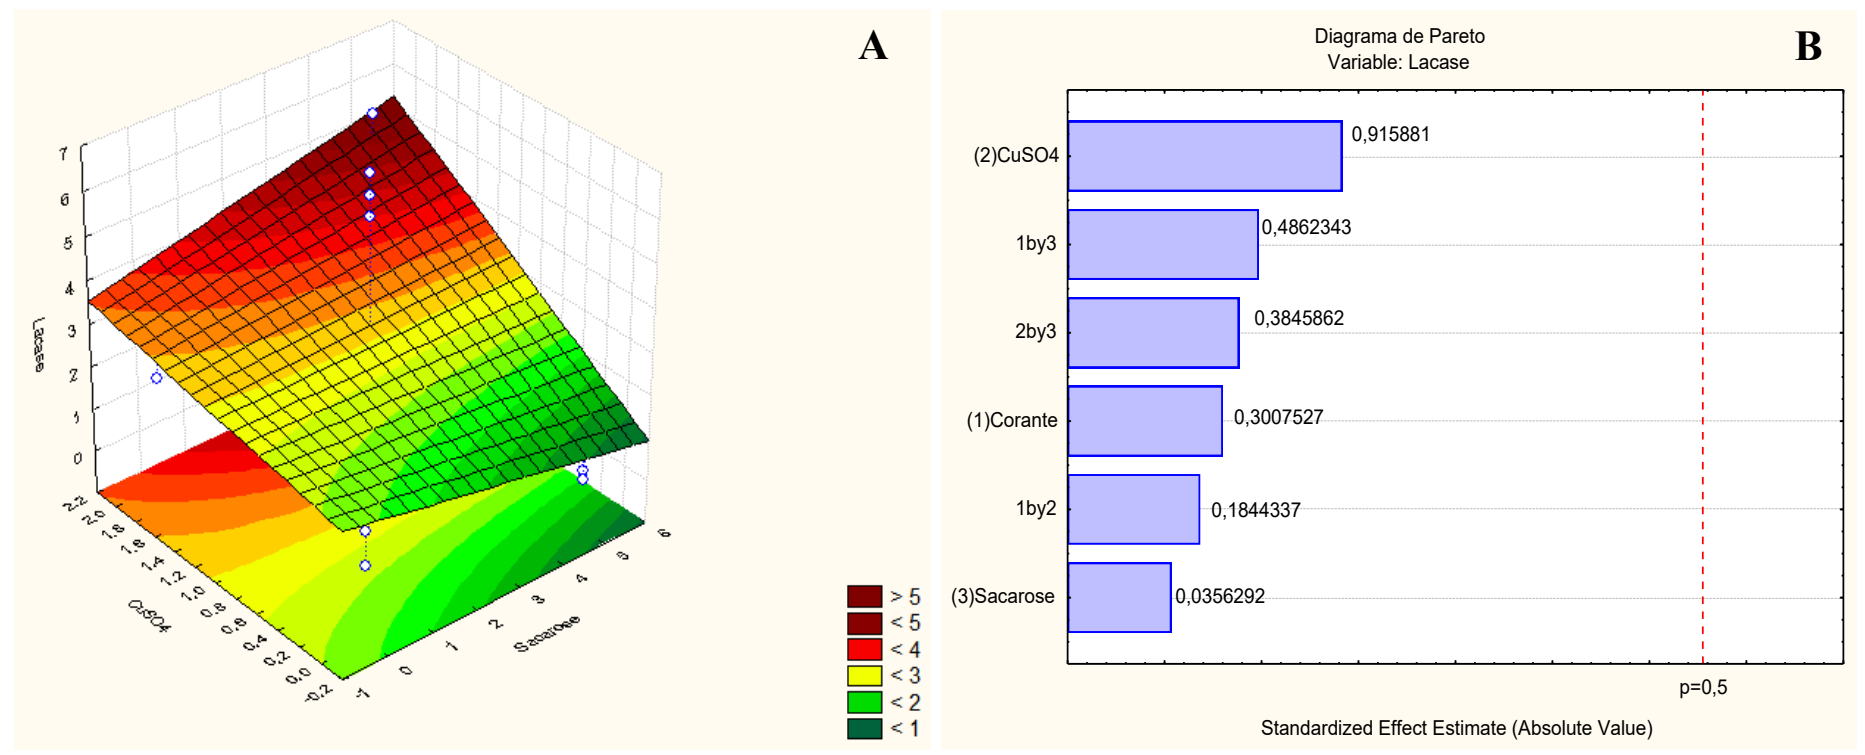 A
7
6
5
4
3
2
1
0
Lacase
2.2
2.0
1.8
1.6
1.4
1.2
1.0
0.8
0.6
0.4
0.2
0.0
-0.2
CuSO4
-1
0
1
2
3
4
5
6
Sacarose
> 5
< 5
< 4
< 3
< 2
< 1
B
Diagrama de Pareto
Variable: Lacase
(2)CuSO4
0,915881
1by3
0,4862343
2by3
0,3845862
(1)Corante
0,3007527
1by2
0,1844337
(3)Sacarose
0,0356292
p=0,5
Standardized Effect Estimate (Absolute Value)